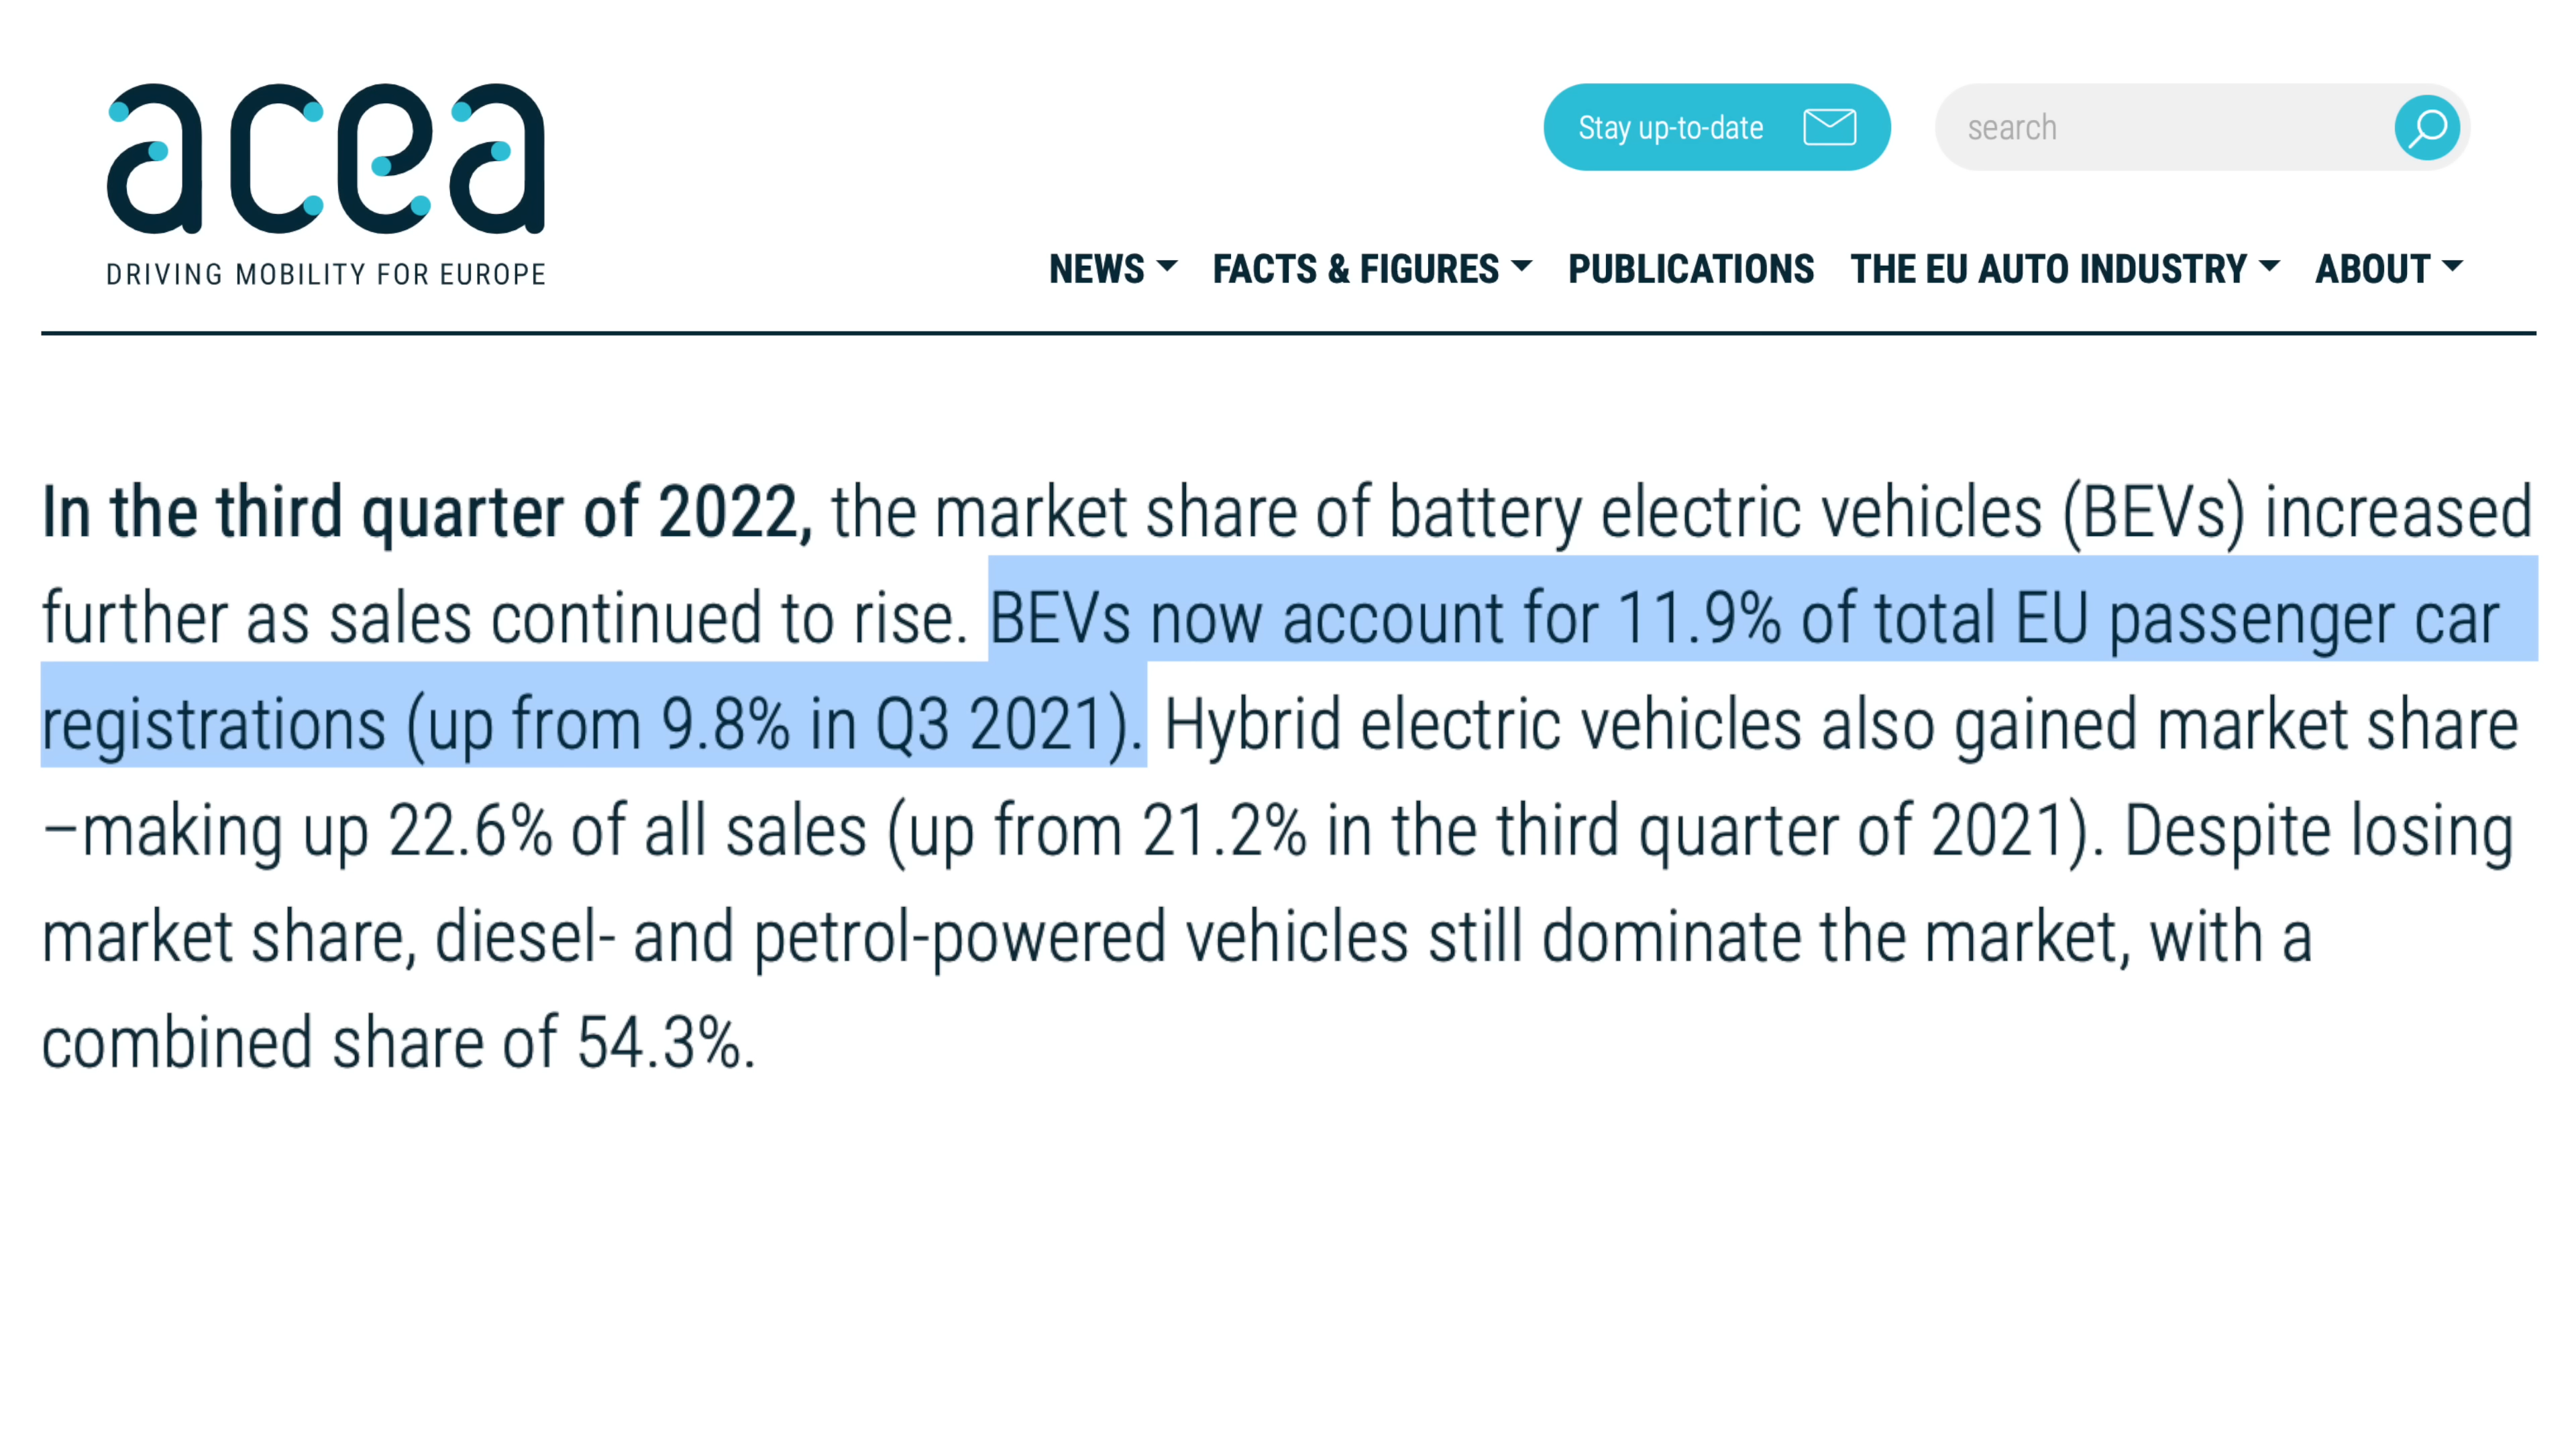 acea
DRIVING MOBILITY FOR EUROPE
Stay up-to-date
search
NEWS
FACTS & FIGURES
PUBLICATIONS
THE EU AUTO INDUSTRY
ABOUT
In the third quarter of 2022, the market share of battery electric vehicles (BEVs) increased
further as sales continued to rise. BEVs now account for 11.9% of total EU passenger car
registrations (up from 9.8% in Q3 2021). Hybrid electric vehicles also gained market share
–making up 22.6% of all sales (up from 21.2% in the third quarter of 2021). Despite losing
market share, diesel- and petrol-powered vehicles still dominate the market, with a
combined share of 54.3%.